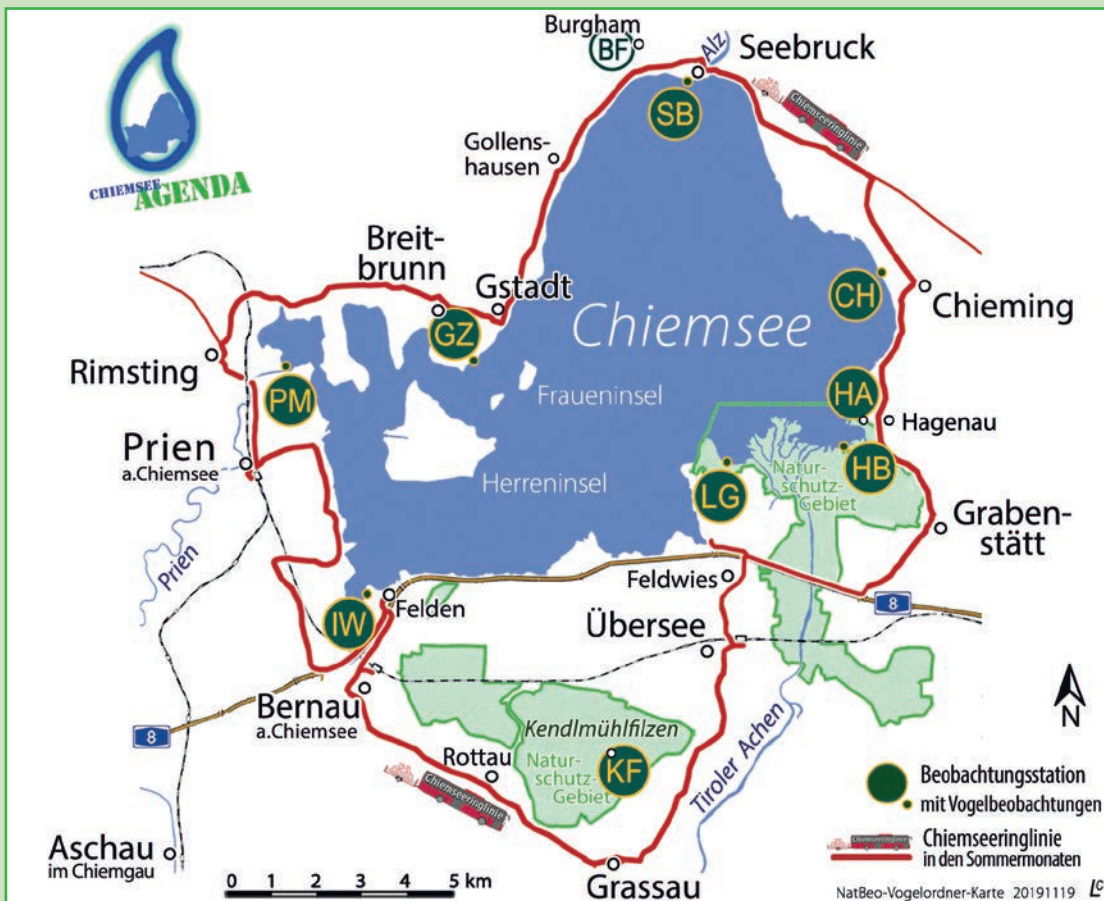 CHIEMSEE
AGENDA
Burgham
BF
Alz
Seebruck
SB
Chiemseeringlinie
Gollens-
hausen
Breit-
brunn
Gstadt
GZ
Chiemsee
CH
Chieming
Rimsting
PM
Fraueninsel
HA
Hagenau
Prien
a.Chiemsee
Herreninsel
LG
Natur-
schutz-
Gebiet
HB
Graben-
stätt
Prien
Feldwies
8
IW
Felden
Übersee
Bernau
a.Chiemsee
8
Kendlmühlfilzen
Rottau
Natur-
schutz-
Gebiet
KF
Tiroler Achen
N
Chiemseeringlinie
Beobachtungsstation
mit Vogelbeobachtungen
Chiemseeringlinie
Chiemseeringlinie
in den Sommermonaten
Aschau
im Chiemgau
Grassau
0 1 2 3 4 5 km
NatBeo-Vogelordner-Karte 20191119 LC